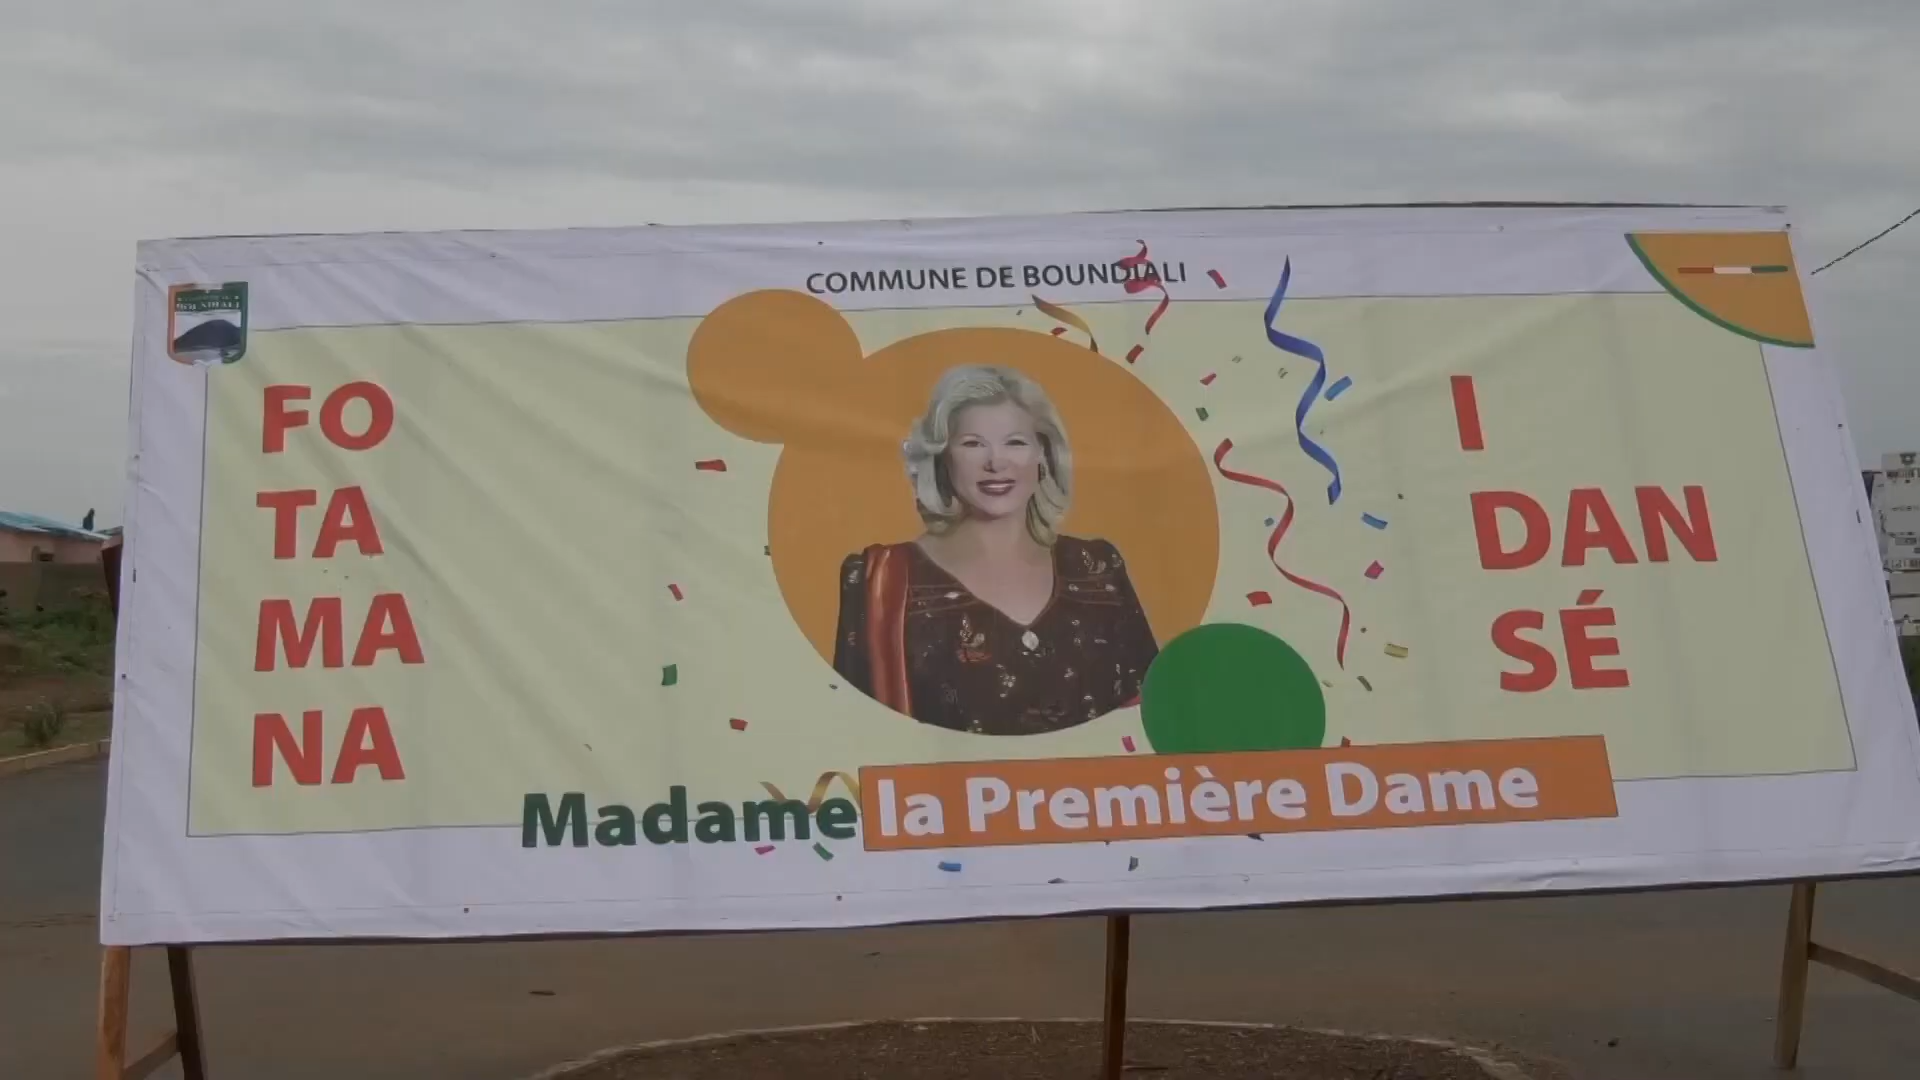 COMMUNE DE BOUNDIALI
FO
TA
MA
NA
I
DAN
SÉ
Madame la Première Dame